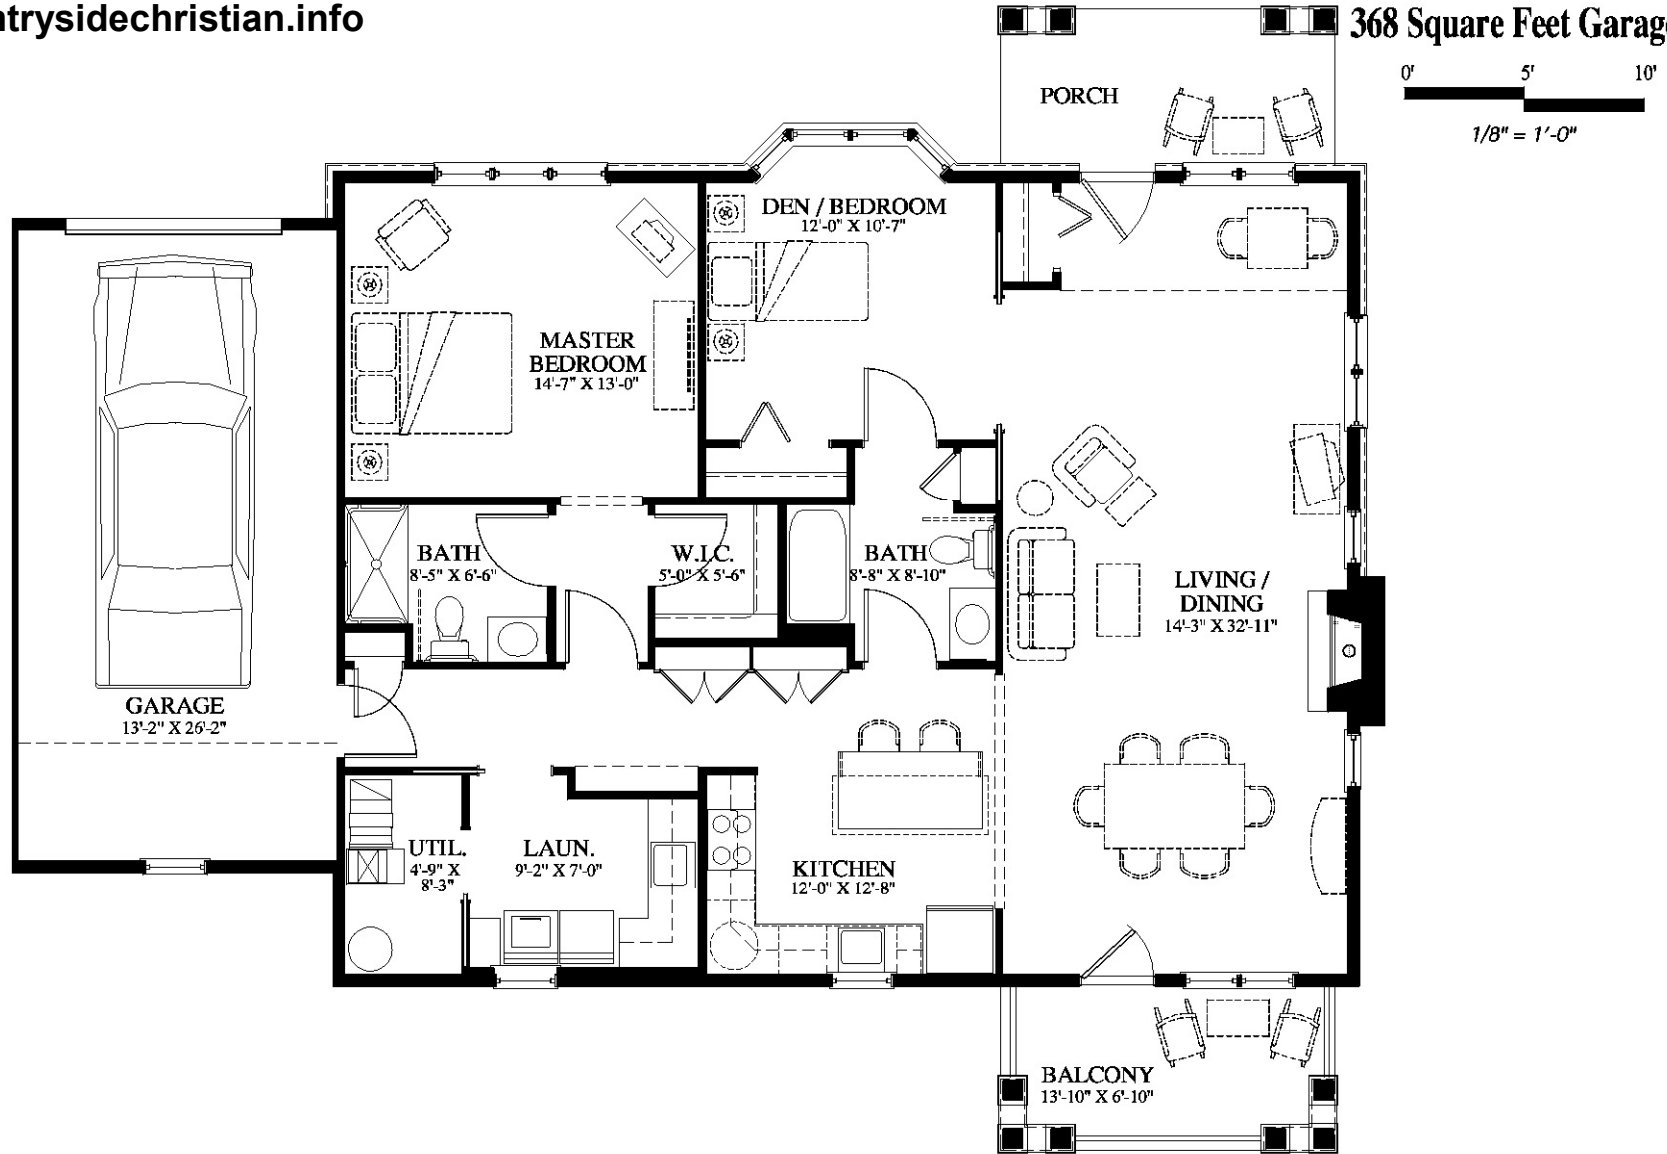 ntrysidechristian.info
368 Square Feet Garage
0' 5' 10'
1/8" = 1'-0"
PORCH
DEN / BEDROOM
12'-0" X 10'-7"
MASTER
BEDROOM
14'-7" X 13'-0"
BATH
8'-5" X 6'-6"
W.I.C.
5'-0" X 5'-6"
BATH
8'-8" X 8'-10"
LIVING /
DINING
14'-3" X 32'-11"
GARAGE
13'-2" X 26'-2"
UTIL.
4'-9" X
8'-3"
LAUN.
9'-2" X 7'-0"
KITCHEN
12'-0" X 12'-8"
BALCONY
13'-10" X 6'-10"